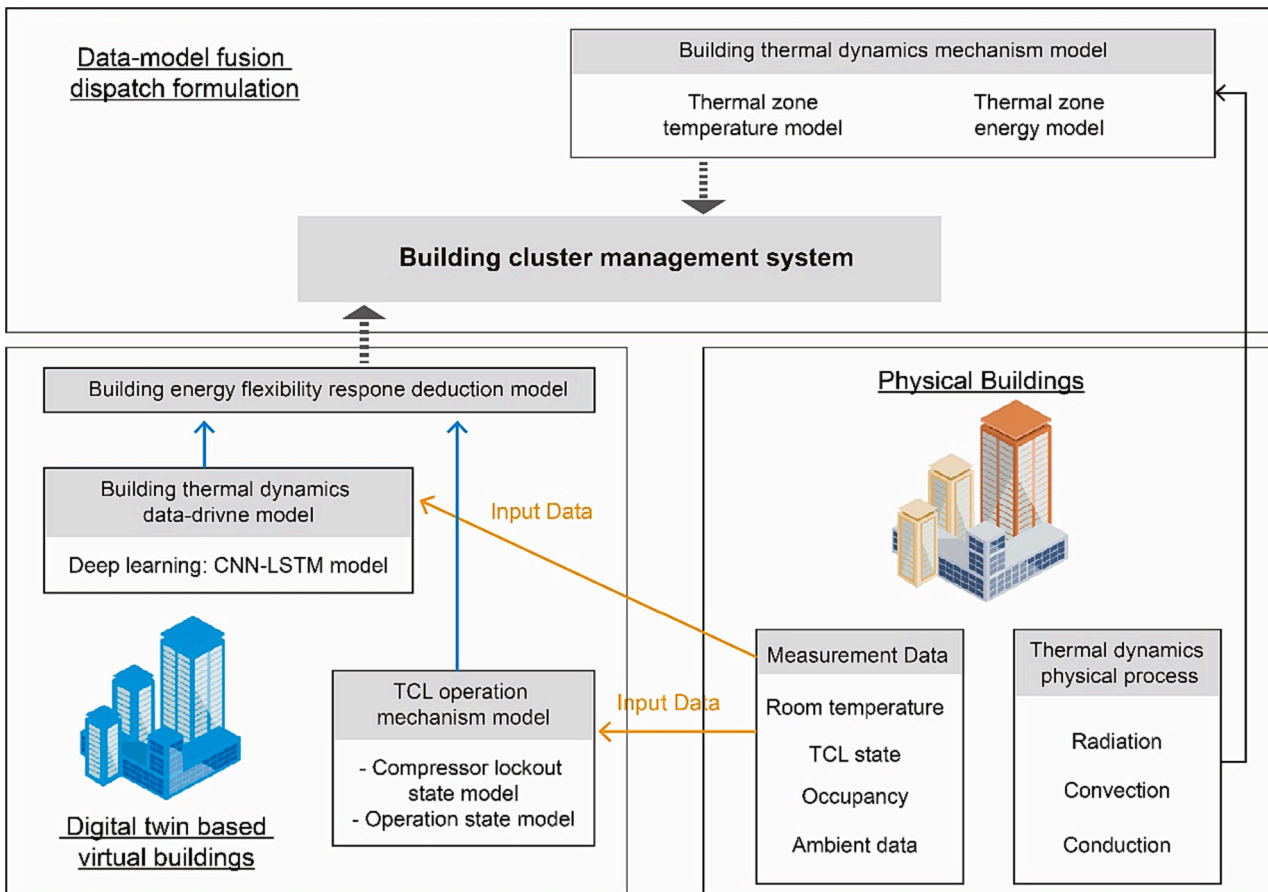 Data-model fusion
dispatch formulation
Building thermal dynamics mechanism model
Thermal zone
temperature model
Thermal zone
energy model
Building cluster management system
Building energy flexibility respone deduction model
Building thermal dynamics
data-drivne model
Deep learning: CNN-LSTM model
Input Data
TCL operation
mechanism model
- Compressor lockout
state model
- Operation state model
Input Data
Digital twin based
virtual buildings
Physical Buildings
Measurement Data
Room temperature
TCL state
Occupancy
Ambient data
Thermal dynamics
physical process
Radiation
Convection
Conduction